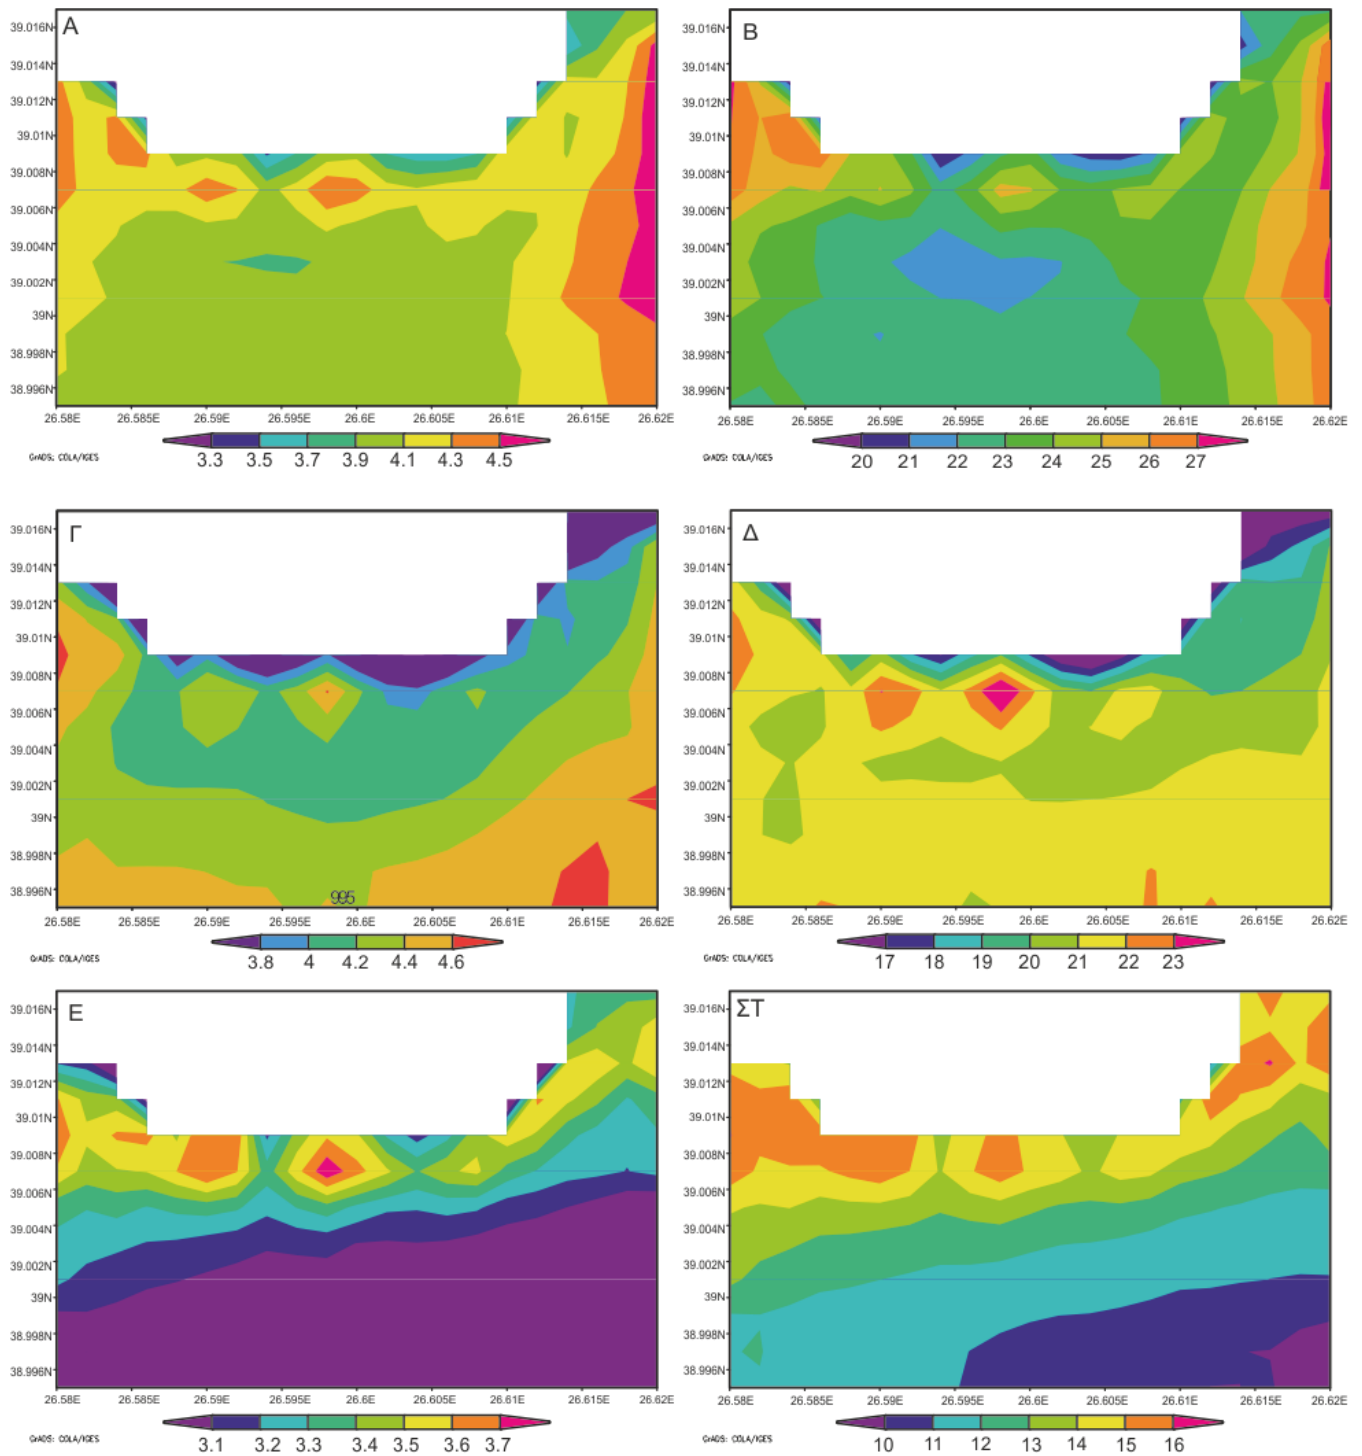 A
B
39.016N
39.014N
39.012N
39.01N
39.008N
39.006N
39.004N
39.002N
39N
38.998N
38.996N
39.016N
39.014N
39.012N
39.01N
39.008N
39.006N
39.004N
39.002N
39N
38.998N
38.996N
26.58E 26.585E 26.59E 26.595E 26.6E 26.605E 26.61E 26.615E 26.62E
26.58E 26.585E 26.59E 26.595E 26.6E 26.605E 26.61E 26.615E 26.62E
GrADS: COLA/IGES
3.3 3.5 3.7 3.9 4.1 4.3 4.5
GrADS: COLA/IGES
20 21 22 23 24 25 26 27
Γ
Δ
39.016N
39.014N
39.012N
39.01N
39.008N
39.006N
39.004N
39.002N
39N
38.998N
38.996N
995
39.016N
39.014N
39.012N
39.01N
39.008N
39.006N
39.004N
39.002N
39N
38.998N
38.996N
26.58E 26.585E 26.59E 26.595E 26.6E 26.605E 26.61E 26.615E 26.62E
26.58E 26.585E 26.59E 26.595E 26.6E 26.605E 26.61E 26.615E 26.62E
GrADS: COLA/IGES
3.8 4 4.2 4.4 4.6
GrADS: COLA/IGES
17 18 19 20 21 22 23
E
ΣΤ
39.016N
39.014N
39.012N
39.01N
39.008N
39.006N
39.004N
39.002N
39N
38.998N
38.996N
39.016N
39.014N
39.012N
39.01N
39.008N
39.006N
39.004N
39.002N
39N
38.998N
38.996N
26.58E 26.585E 26.59E 26.595E 26.6E 26.605E 26.61E 26.615E 26.62E
26.58E 26.585E 26.59E 26.595E 26.6E 26.605E 26.61E 26.615E 26.62E
GrADS: COLA/IGES
3.1 3.2 3.3 3.4 3.5 3.6 3.7
GrADS: COLA/IGES
10 11 12 13 14 15 16